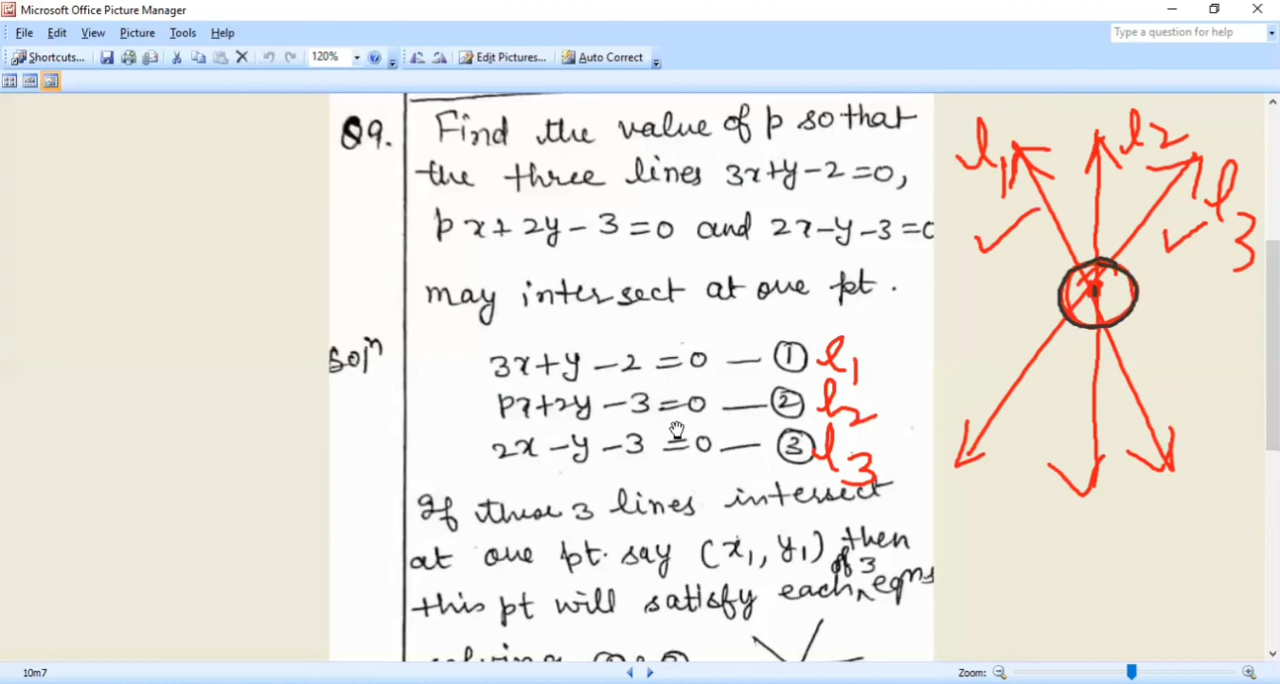 Microsoft Office Picture Manager
File Edit View Picture Tools Help
Type a question for help
Shortcuts... 120% Edit Pictures... Auto Correct
Q9. Find the value of p so that
the three lines 3x+y-2=0,
px+2y-3=0 and 2x-y-3=0
may intersect at one pt.
Solⁿ
3x+y-2=0 — ① l1
px+2y-3=0 — ② l2
2x-y-3=0 — ③ l3
If these 3 lines intersect
at one pt. say (x₁, y₁) then
this pt will satisfy each of 3 eqns
solving
l1 l2 l3
10m7
Zoom: